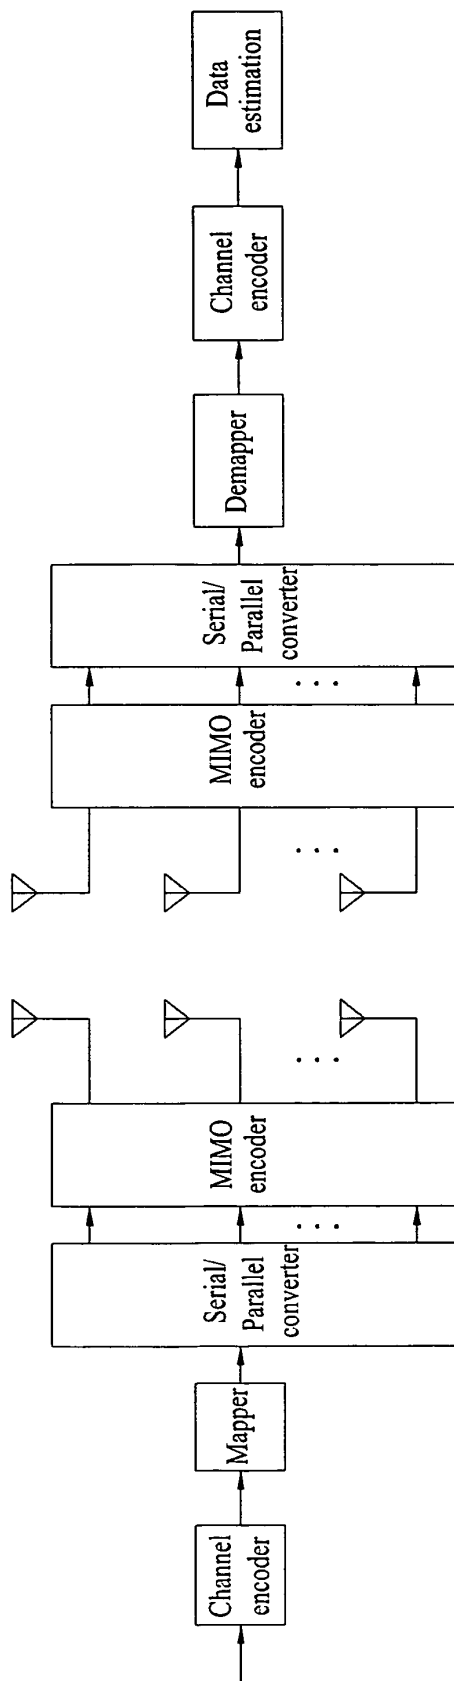 Channel
encoder
Mapper
Serial/
Parallel
converter
MIMO
encoder
MIMO
encoder
Serial/
Parallel
converter
Demapper
Channel
encoder
Data
estimation